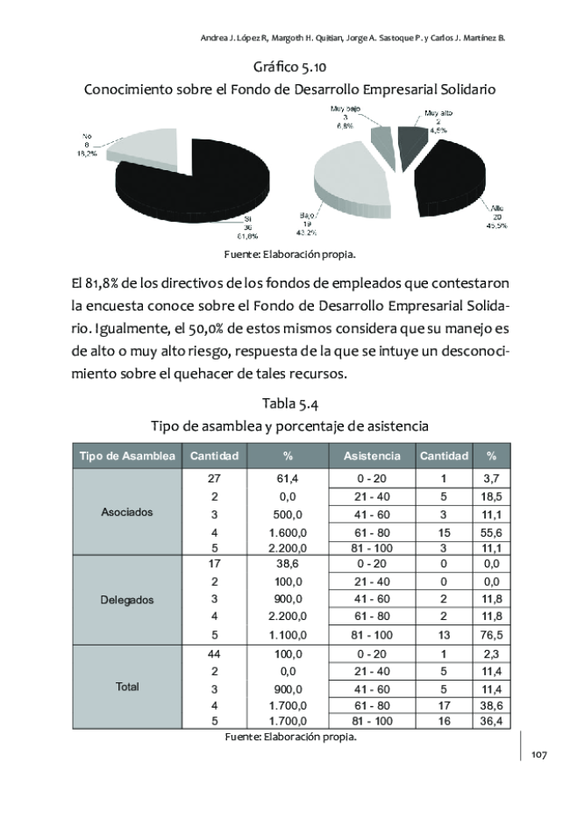 Andrea J. López R, Margoth H. Quitian, Jorge A. Sastoque P. y Carlos J. Martínez B.
Gráfico 5.10
Conocimiento sobre el Fondo de Desarrollo Empresarial Solidario
No
8
18,2%
Si
36
81,8%
Muy bajo
3
6,8%
Muy alto
2
4,5%
Bajo
19
43,2%
Alto
20
45,5%
Fuente: Elaboración propia.
El 81,8% de los directivos de los fondos de empleados que contestaron
la encuesta conoce sobre el Fondo de Desarrollo Empresarial Solida-
rio. Igualmente, el 50,0% de estos mismos considera que su manejo es
de alto o muy alto riesgo, respuesta de la que se intuye un desconoci-
miento sobre el quehacer de tales recursos.
Tabla 5.4
Tipo de asamblea y porcentaje de asistencia
Tipo de Asamblea Cantidad % Asistencia Cantidad %
27 61,4 0 - 20 1 3,7
2 0,0 21 - 40 5 18,5
Asociados 3 500,0 41 - 60 3 11,1
4 1.600,0 61 - 80 15 55,6
5 2.200,0 81 - 100 3 11,1
17 38,6 0 - 20 0 0,0
2 100,0 21 - 40 0 0,0
Delegados 3 900,0 41 - 60 2 11,8
4 2.200,0 61 - 80 2 11,8
5 1.100,0 81 - 100 13 76,5
44 100,0 0 - 20 1 2,3
2 0,0 21 - 40 5 11,4
Total 3 900,0 41 - 60 5 11,4
4 1.700,0 61 - 80 17 38,6
5 1.700,0 81 - 100 16 36,4
Fuente: Elaboración propia.
107